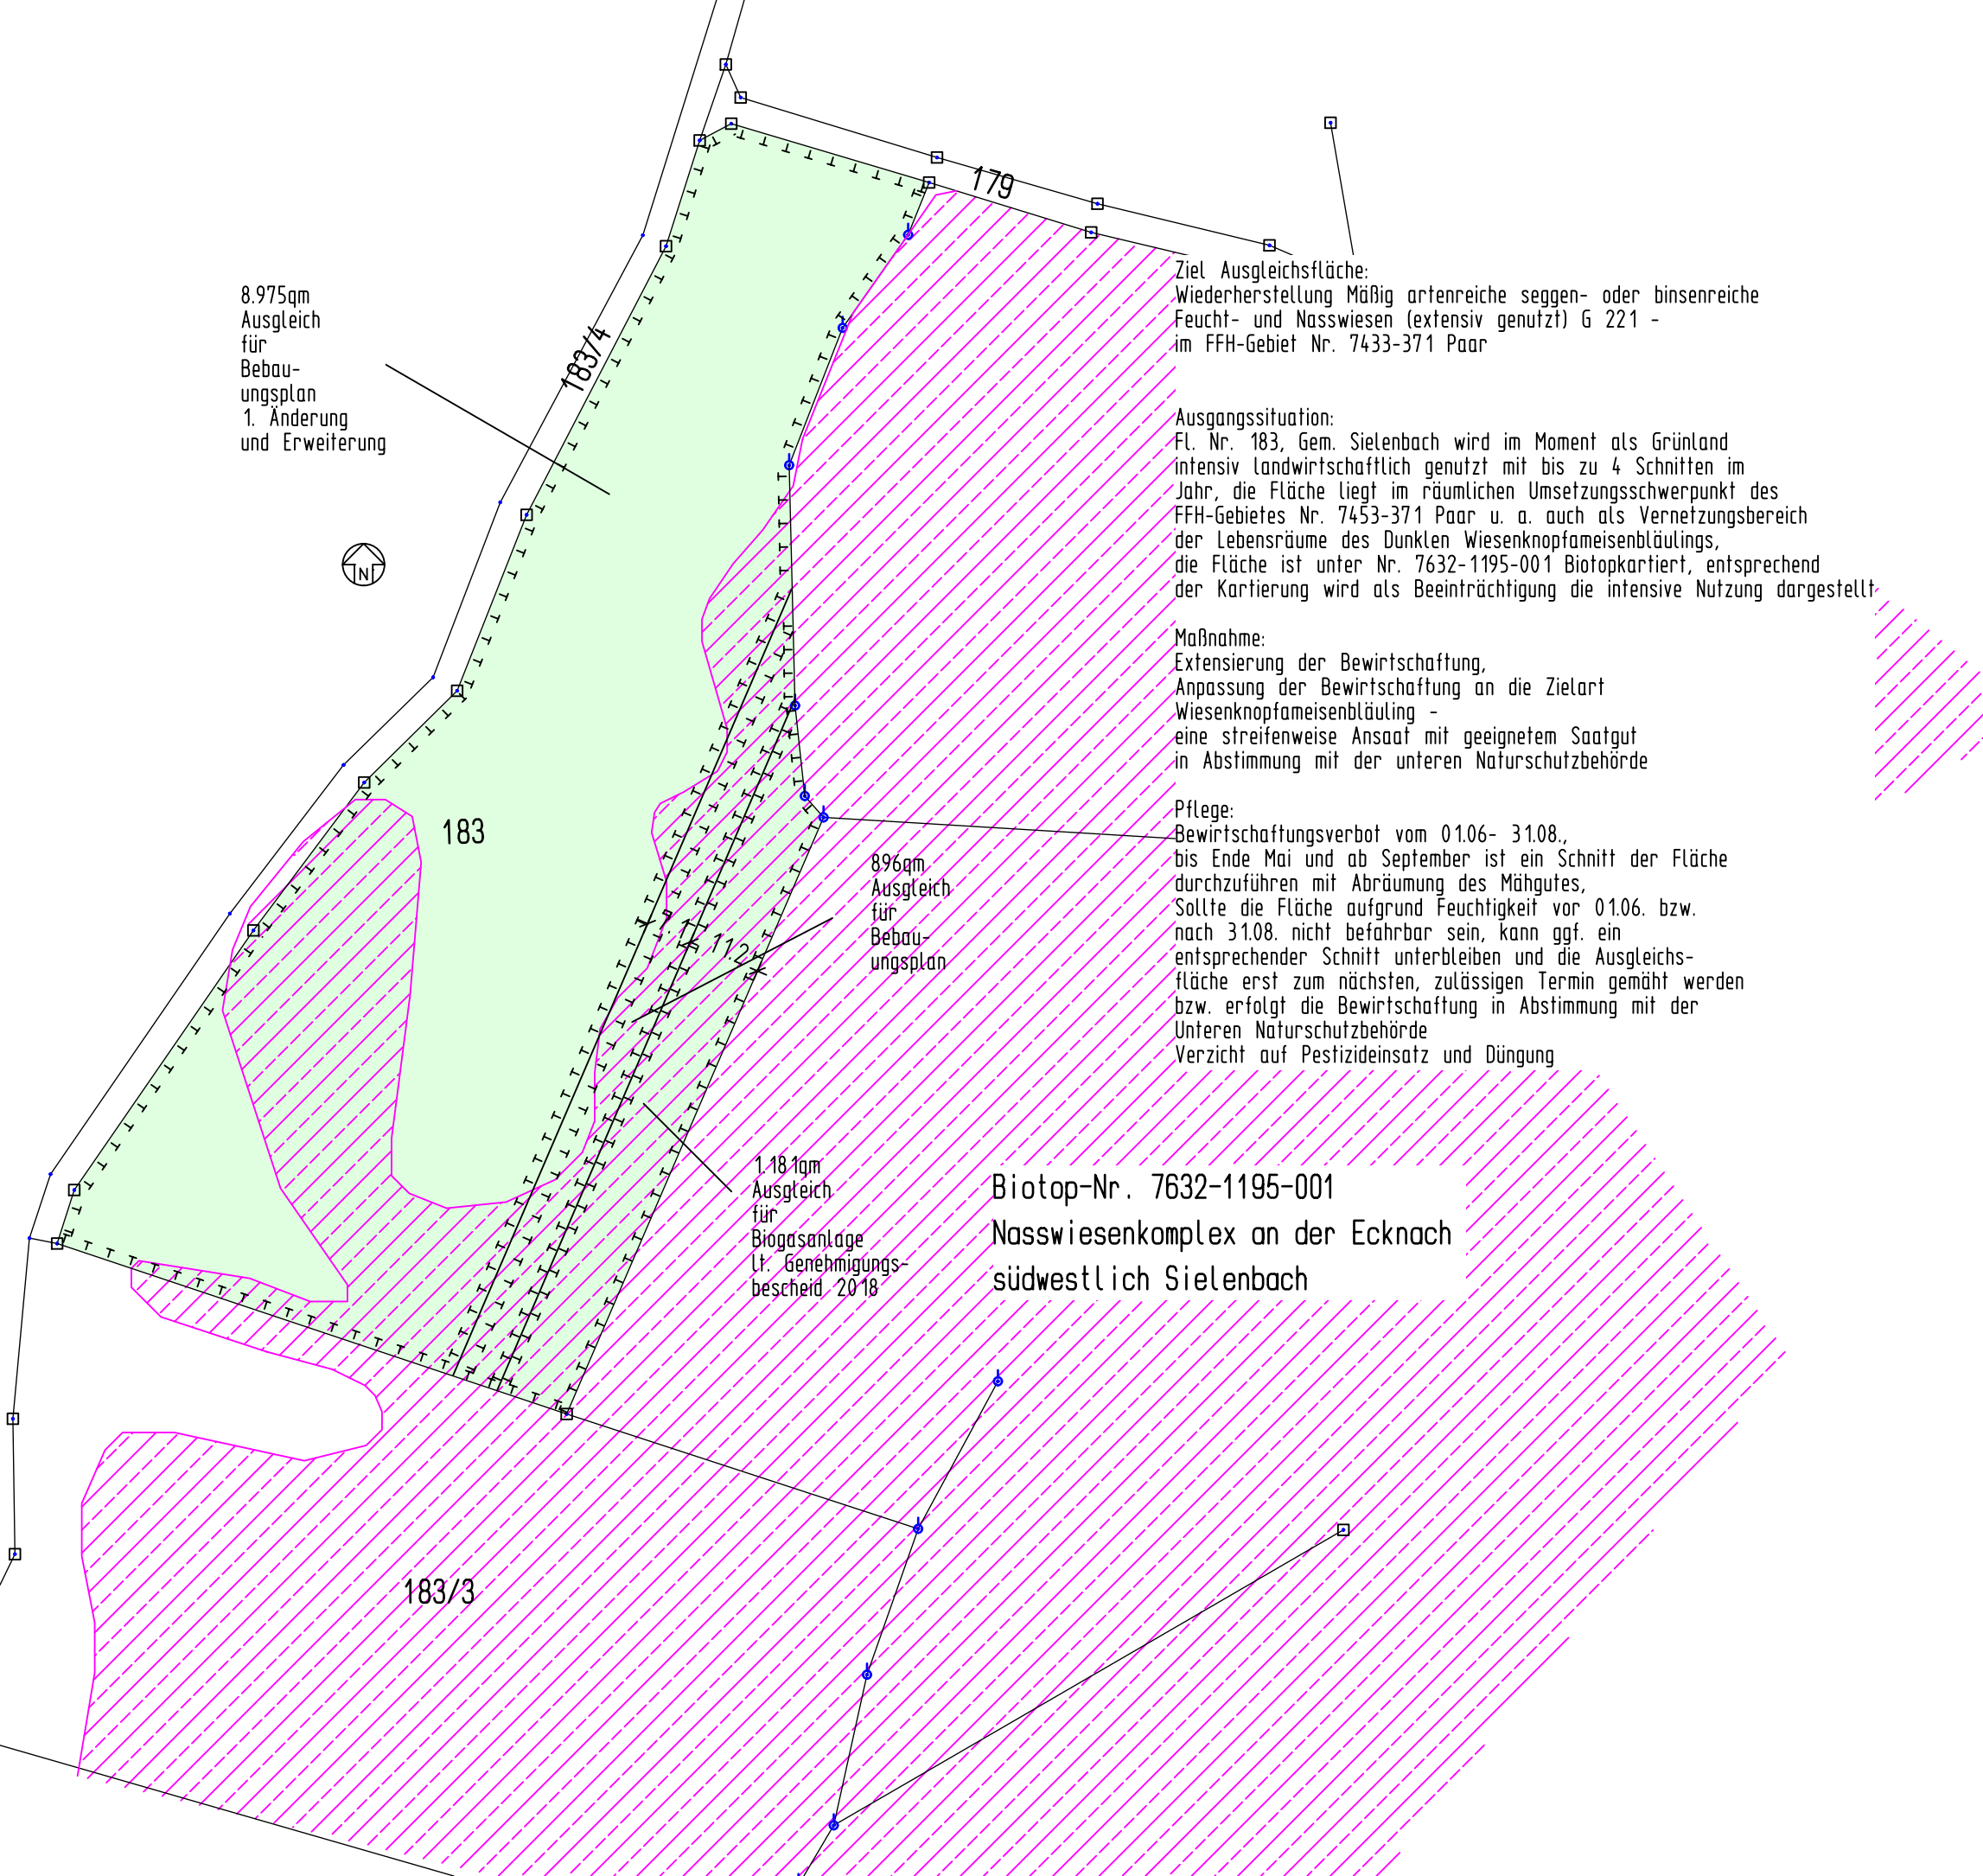 179
183/4
8.975qm
Ausgleich
für
Bebau-
ungsplan
1. Änderung
und Erweiterung
N
183
Ziel Ausgleichsfläche:
Wiederherstellung Mäßig artenreiche seggen- oder binsenreiche
Feucht- und Nasswiesen (extensiv genutzt) G 221 -
im FFH-Gebiet Nr. 7433-371 Paar
Ausgangssituation:
Fl. Nr. 183, Gem. Sielenbach wird im Moment als Grünland
intensiv landwirtschaftlich genutzt mit bis zu 4 Schnitten im
Jahr, die Fläche liegt im räumlichen Umsetzungsschwerpunkt des
FFH-Gebietes Nr. 7453-371 Paar u. a. auch als Vernetzungsbereich
der Lebensräume des Dunklen Wiesenknopfameisenbläulings,
die Fläche ist unter Nr. 7632-1195-001 Biotopkartiert, entsprechend
der Kartierung wird als Beeinträchtigung die intensive Nutzung dargestellt
Maßnahme:
Extensierung der Bewirtschaftung,
Anpassung der Bewirtschaftung an die Zielart
Wiesenknopfameisenbläuling -
eine streifenweise Ansaat mit geeignetem Saatgut
in Abstimmung mit der unteren Naturschutzbehörde
Pflege:
Bewirtschaftungsverbot vom 01.06- 31.08.,
bis Ende Mai und ab September ist ein Schnitt der Fläche
durchzuführen mit Abräumung des Mähgutes,
Sollte die Fläche aufgrund Feuchtigkeit vor 01.06. bzw.
nach 31.08. nicht befahrbar sein, kann ggf. ein
entsprechender Schnitt unterbleiben und die Ausgleichs-
fläche erst zum nächsten, zulässigen Termin gemäht werden
bzw. erfolgt die Bewirtschaftung in Abstimmung mit der
Unteren Naturschutzbehörde
Verzicht auf Pestizideinsatz und Düngung
896qm
Ausgleich
für
Bebau-
ungsplan
1.181qm
Ausgleich
für
Biogasanlage
lt. Genehmigungs-
bescheid 2018
Biotop-Nr. 7632-1195-001
Nasswiesenkomplex an der Ecknach
südwestlich Sielenbach
183/3